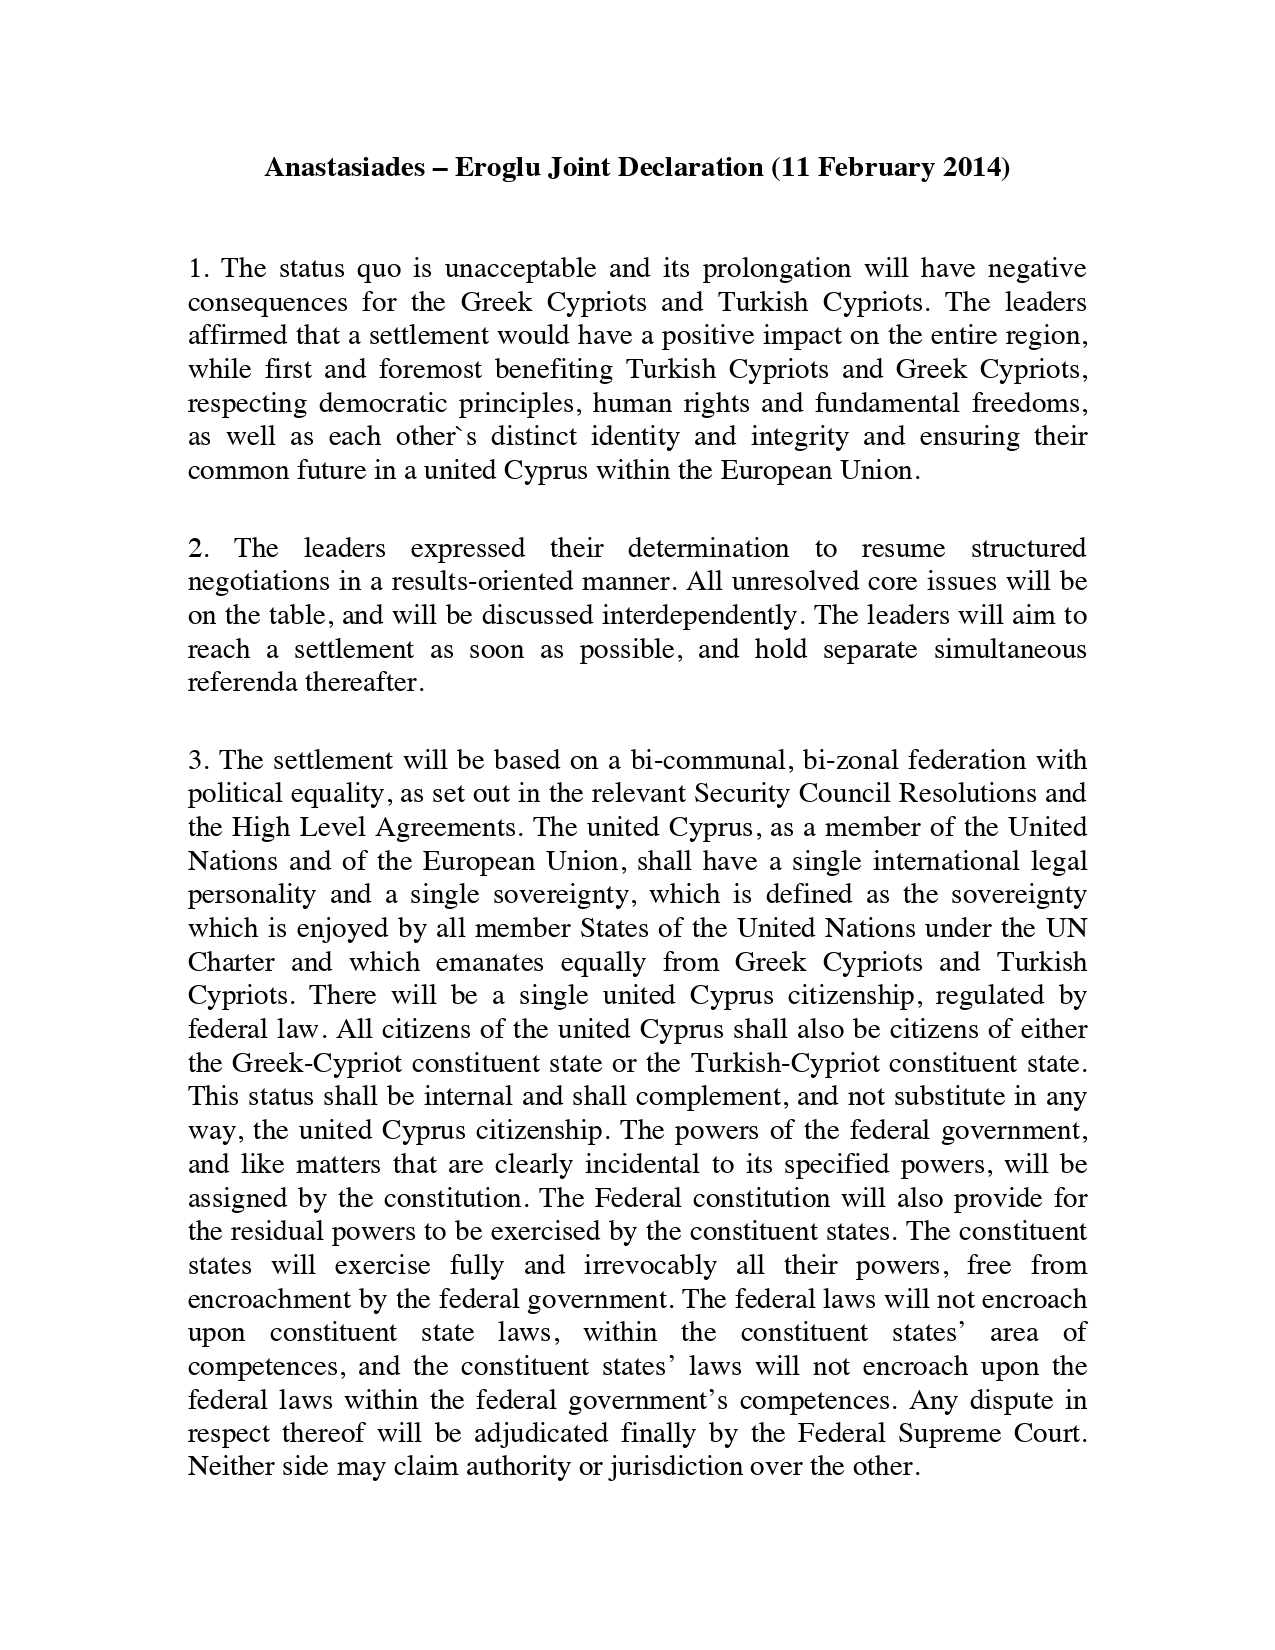 Anastasiades – Eroglu Joint Declaration (11 February 2014)
1. The status quo is unacceptable and its prolongation will have negative
consequences for the Greek Cypriots and Turkish Cypriots. The leaders
affirmed that a settlement would have a positive impact on the entire region,
while first and foremost benefiting Turkish Cypriots and Greek Cypriots,
respecting democratic principles, human rights and fundamental freedoms,
as well as each other`s distinct identity and integrity and ensuring their
common future in a united Cyprus within the European Union.
2. The leaders expressed their determination to resume structured
negotiations in a results-oriented manner. All unresolved core issues will be
on the table, and will be discussed interdependently. The leaders will aim to
reach a settlement as soon as possible, and hold separate simultaneous
referenda thereafter.
3. The settlement will be based on a bi-communal, bi-zonal federation with
political equality, as set out in the relevant Security Council Resolutions and
the High Level Agreements. The united Cyprus, as a member of the United
Nations and of the European Union, shall have a single international legal
personality and a single sovereignty, which is defined as the sovereignty
which is enjoyed by all member States of the United Nations under the UN
Charter and which emanates equally from Greek Cypriots and Turkish
Cypriots. There will be a single united Cyprus citizenship, regulated by
federal law. All citizens of the united Cyprus shall also be citizens of either
the Greek-Cypriot constituent state or the Turkish-Cypriot constituent state.
This status shall be internal and shall complement, and not substitute in any
way, the united Cyprus citizenship. The powers of the federal government,
and like matters that are clearly incidental to its specified powers, will be
assigned by the constitution. The Federal constitution will also provide for
the residual powers to be exercised by the constituent states. The constituent
states will exercise fully and irrevocably all their powers, free from
encroachment by the federal government. The federal laws will not encroach
upon constituent state laws, within the constituent states’ area of
competences, and the constituent states’ laws will not encroach upon the
federal laws within the federal government’s competences. Any dispute in
respect thereof will be adjudicated finally by the Federal Supreme Court.
Neither side may claim authority or jurisdiction over the other.